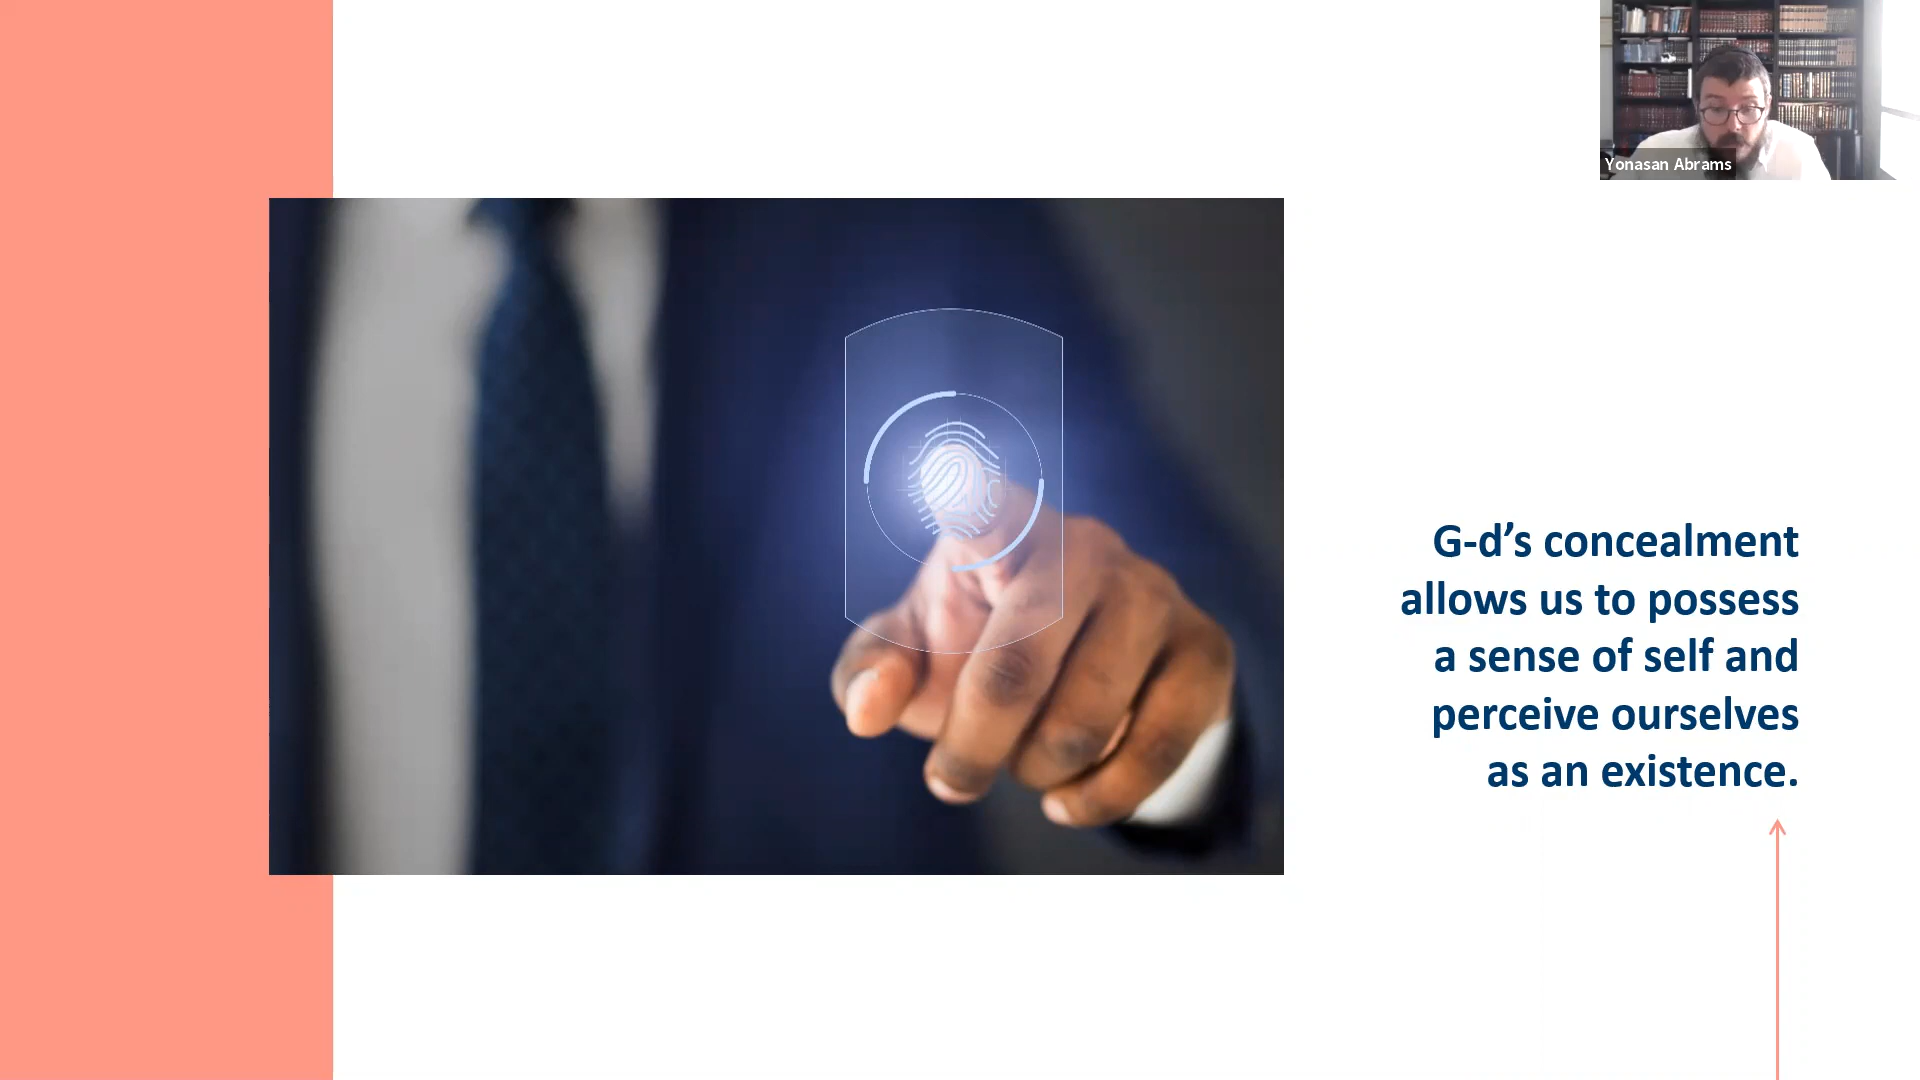 Yonasan Abrams
G-d’s concealment
allows us to possess
a sense of self and
perceive ourselves
as an existence.